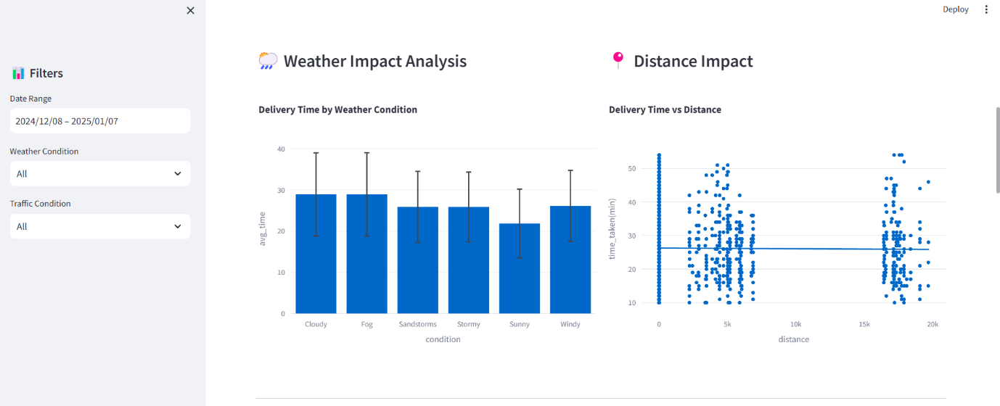 Deploy
Filters
Date Range
2024/12/08 – 2025/01/07
Weather Condition
All
Traffic Condition
All
Weather Impact Analysis
Delivery Time by Weather Condition
avg_time
40
30
20
10
0
Cloudy Fog Sandstorms Stormy Sunny Windy
condition
Distance Impact
Delivery Time vs Distance
time_taken(min)
50
40
30
20
10
0 5k 10k 15k 20k
distance